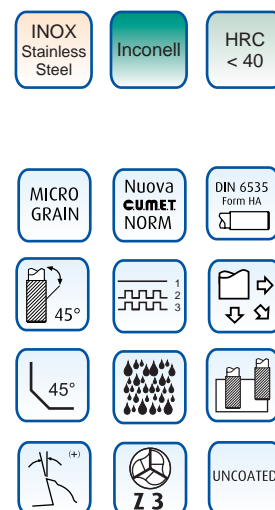 INOX
Stainless
Steel
Inconell
HRC
< 40
MICRO
GRAIN
Nuova
C.U.M.E.T.
NORM
DIN 6535
Form HA
45°
1
2
3
45°
(+)
Z 3
UNCOATED